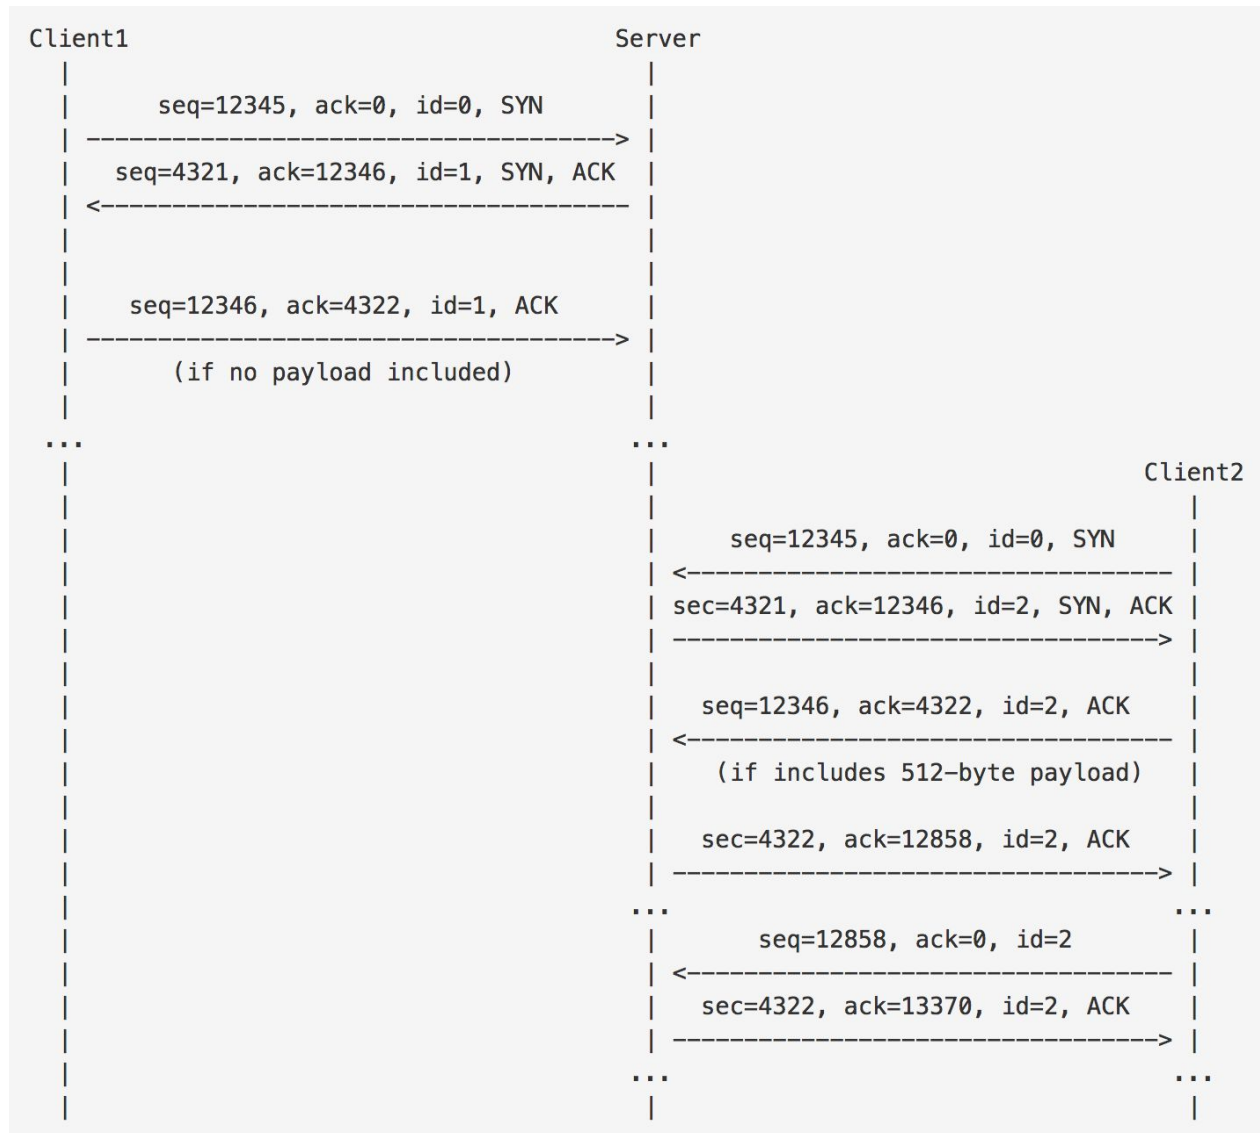 Client1 Server
seq=12345, ack=0, id=0, SYN
seq=4321, ack=12346, id=1, SYN, ACK
seq=12346, ack=4322, id=1, ACK
(if no payload included)
... ...
Client2
seq=12345, ack=0, id=0, SYN
sec=4321, ack=12346, id=2, SYN, ACK
seq=12346, ack=4322, id=2, ACK
(if includes 512-byte payload)
sec=4322, ack=12858, id=2, ACK
... ...
seq=12858, ack=0, id=2
sec=4322, ack=13370, id=2, ACK
... ...